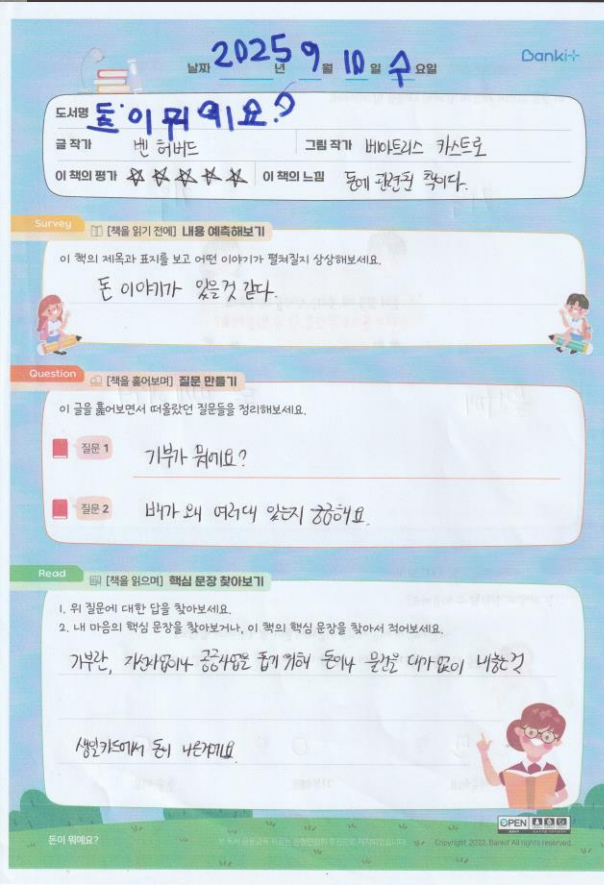 날짜 2025년 9월 10일 수요일
Banki+
도서명 돈이 뭐예요?
글 작가 벤 허버드 그림 작가 베아트리스 카스트로
이 책의 평가 ☆☆☆☆☆ 이 책의 느낌 돈에 관련된 책이다.
Survey [책을 읽기 전에] 내용 예측해보기
이 책의 제목과 표지를 보고 어떤 이야기가 펼쳐질지 상상해보세요.
돈 이야기가 있을것 같다.
Question [책을 훑어보며] 질문 만들기
이 글을 훑어보면서 떠올랐던 질문들을 정리해보세요.
질문 1 기부가 뭐에요?
질문 2 배가 왜 여러대 있는지 궁금해요.
Read [책을 읽으며] 핵심 문장 찾아보기
1. 위 질문에 대한 답을 찾아보세요.
2. 내 마음의 핵심 문장을 찾아보거나, 이 책의 핵심 문장을 찾아서 적어보세요.
기부란, 자선사업이나 공공사업을 돕기 위해 돈이나 물건을 대가없이 내놓는것
생일카드에서 돈이 나온거에요.
OPEN
돈이 뭐예요?
Copyright 2022. Banki+ All rights reserved.